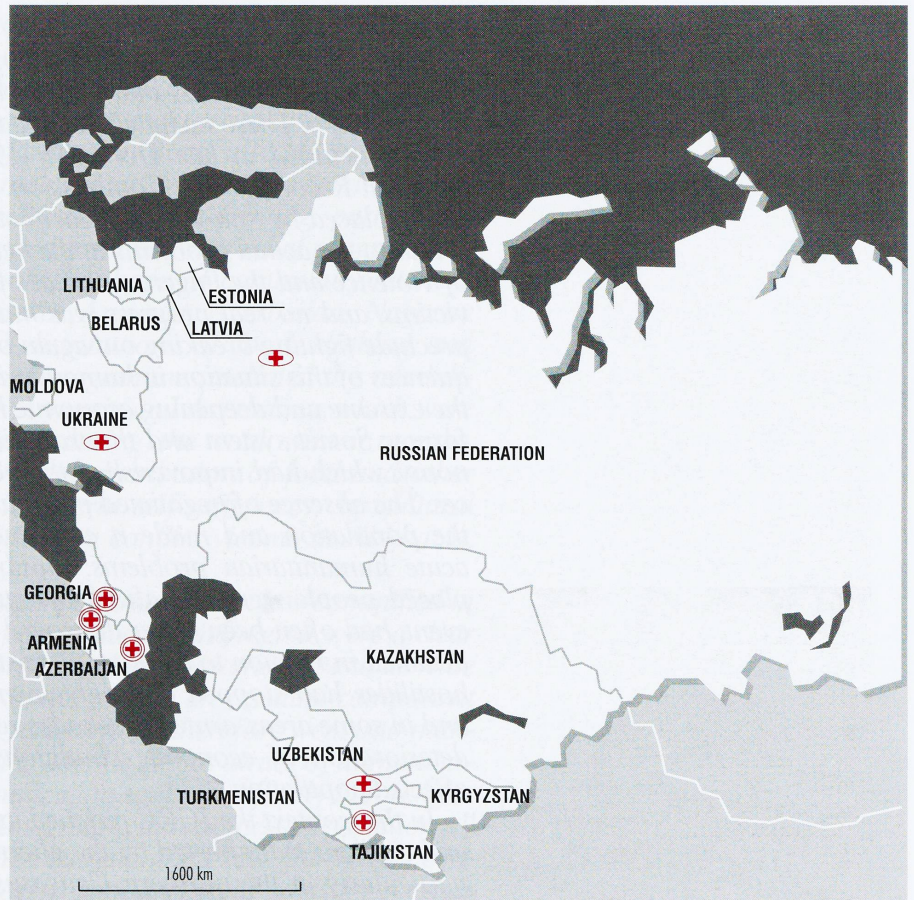 LITHUANIA
ESTONIA
BELARUS
LATVIA
MOLDOVA
UKRAINE
RUSSIAN FEDERATION
GEORGIA
ARMENIA
AZERBAIJAN
KAZAKHSTAN
UZBEKISTAN
TURKMENISTAN
KYRGYZSTAN
TAJIKISTAN
1600 km